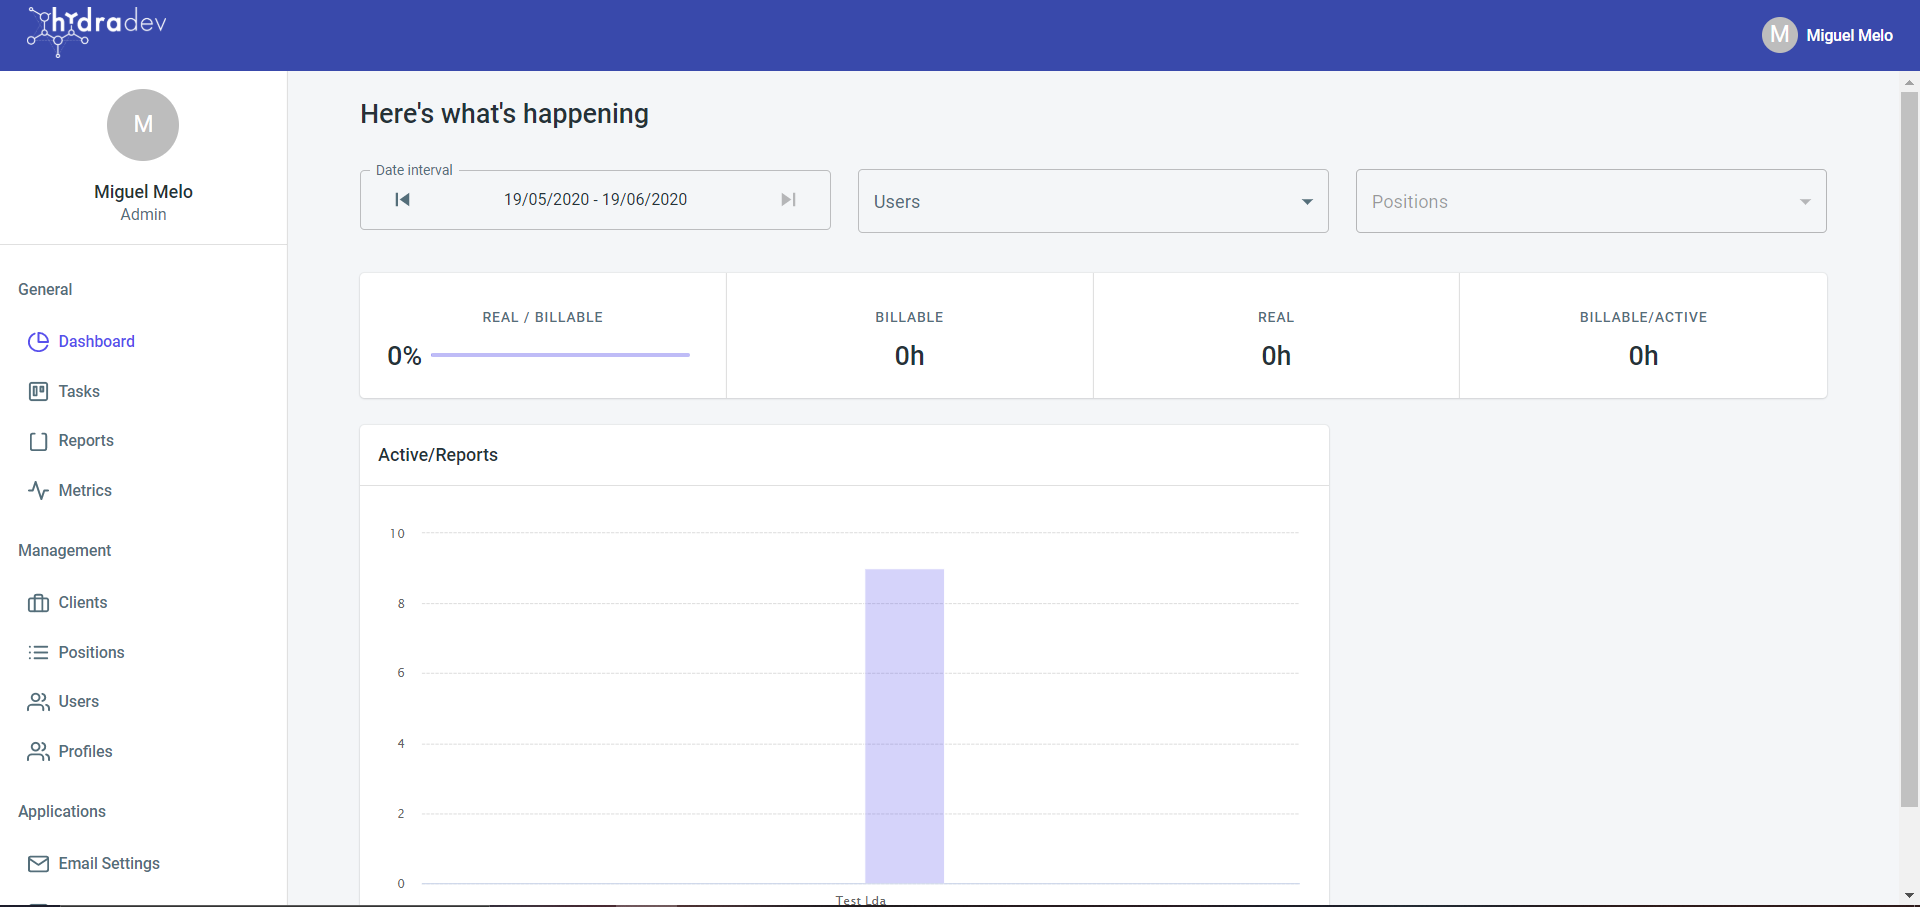 hydradev
M Miguel Melo
M
Miguel Melo
Admin
General
Dashboard
Tasks
Reports
Metrics
Management
Clients
Positions
Users
Profiles
Applications
Email Settings
Here's what's happening
Date interval
19/05/2020 - 19/06/2020
Users
Positions
REAL / BILLABLE
0%
BILLABLE
0h
REAL
0h
BILLABLE/ACTIVE
0h
Active/Reports
10
8
6
4
2
0
Test Lda